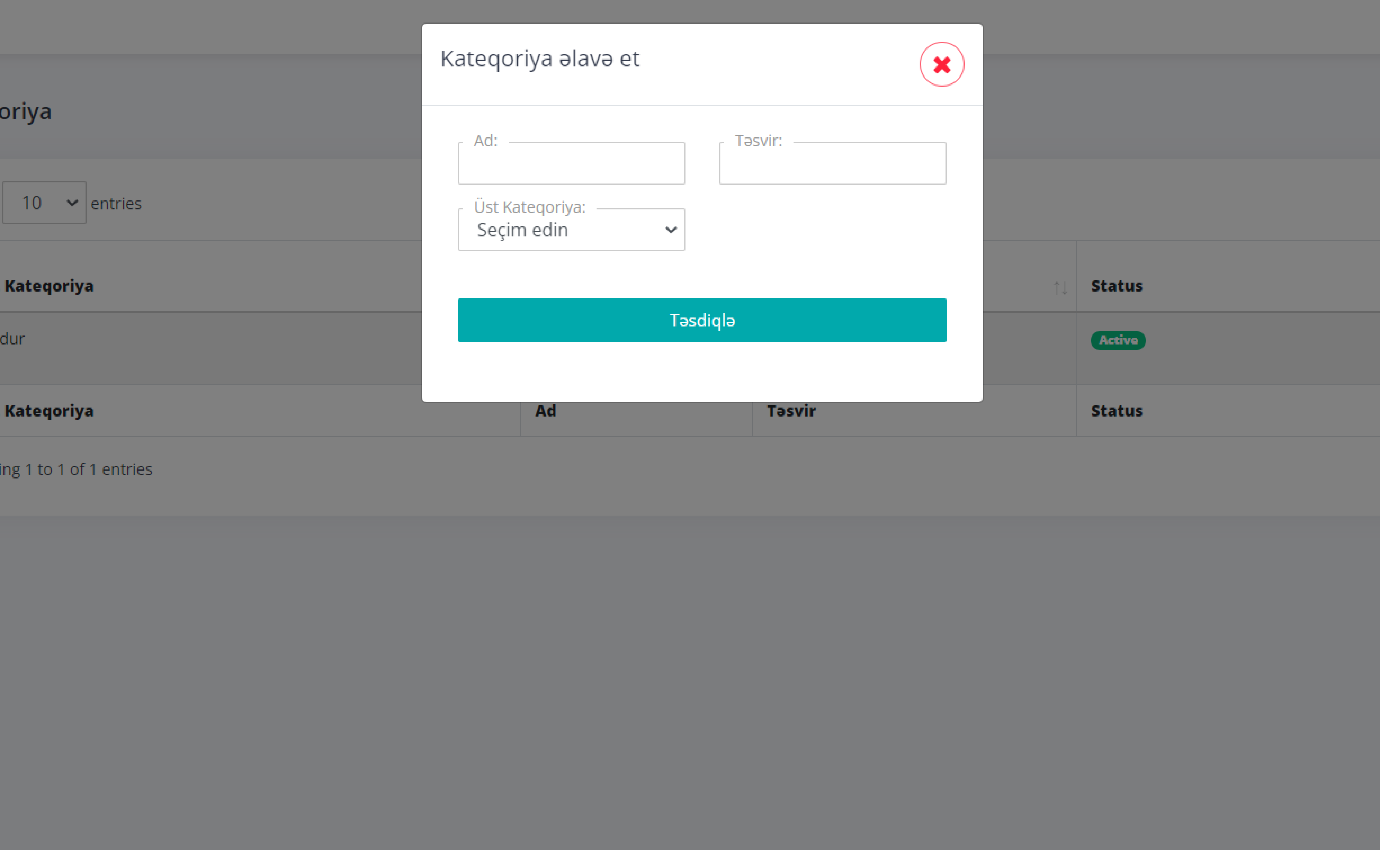 Kateqoriya əlavə et
oriya
Ad:
Təsvir:
10 entries
Üst Kateqoriya:
Seçim edin
Kateqoriya
Status
Təsdiqlə
dur
Active
Kateqoriya Ad Təsvir Status
ing 1 to 1 of 1 entries